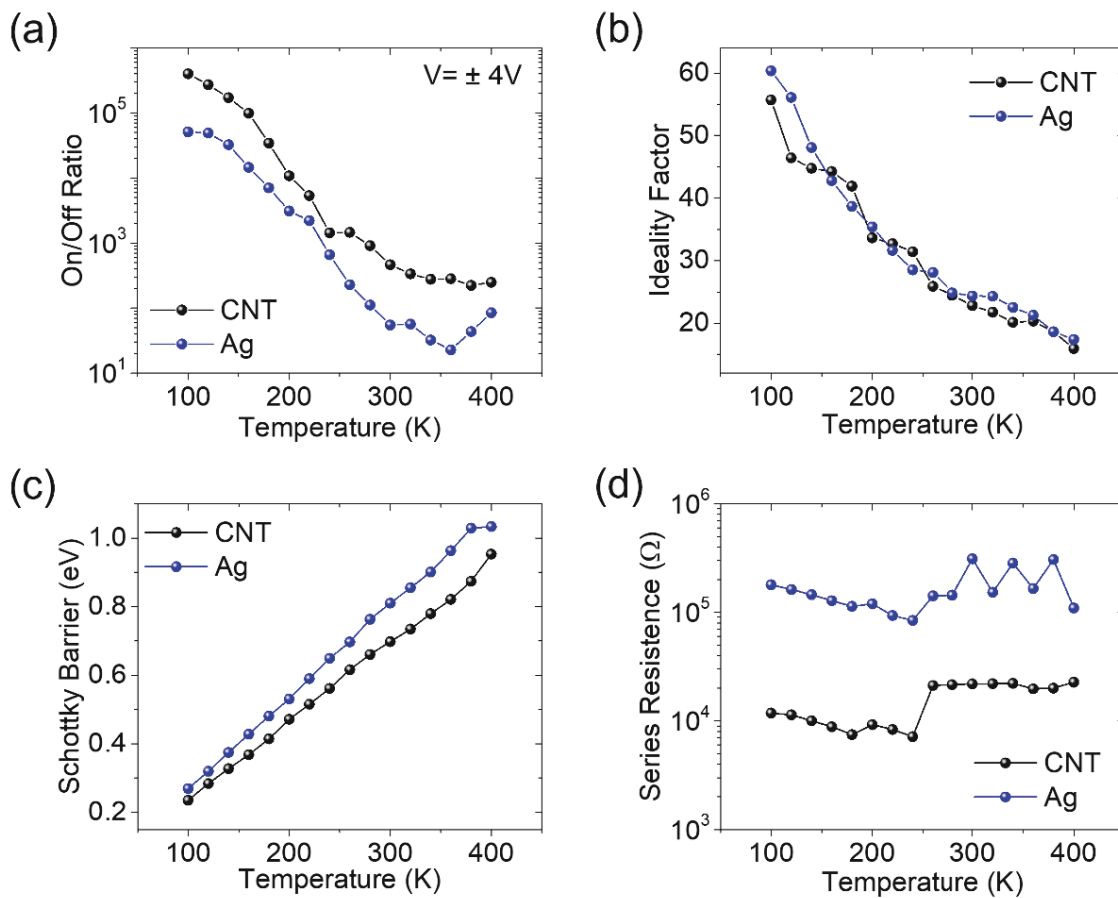 (a)
V= ± 4V
On/Off Ratio
10^5
10^3
10^1
CNT
Ag
100 200 300 400
Temperature (K)
(b)
CNT
Ag
Ideality Factor
60
50
40
30
20
100 200 300 400
Temperature (K)
(c)
CNT
Ag
Schottky Barrier (eV)
1.0
0.8
0.6
0.4
0.2
100 200 300 400
Temperature (K)
(d)
Series Resistence (Ω)
10^6
10^5
10^4
10^3
CNT
Ag
100 200 300 400
Temperature (K)